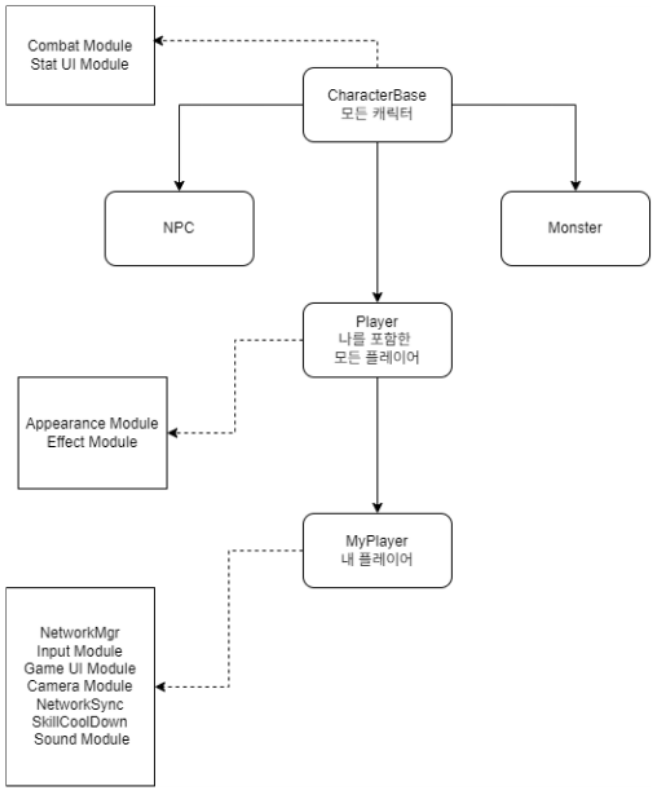 Combat Module
Stat UI Module
CharacterBase
모든 캐릭터
NPC
Monster
Player
나를 포함한
모든 플레이어
Appearance Module
Effect Module
MyPlayer
내 플레이어
NetworkMgr
Input Module
Game UI Module
Camera Module
NetworkSync
SkillCoolDown
Sound Module